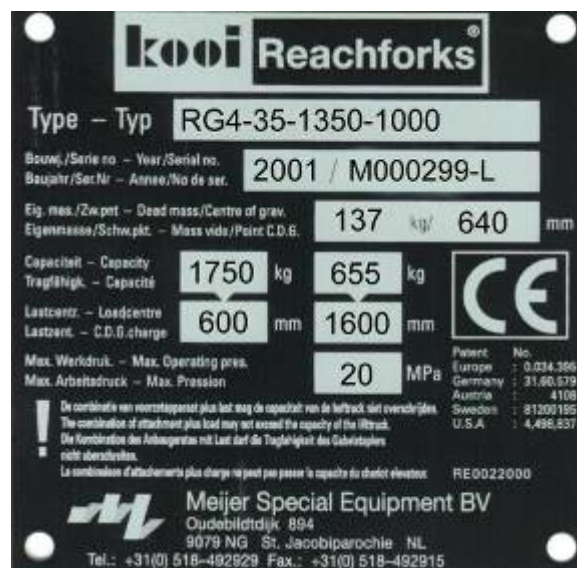 kooi Reachforks®
Type – Typ RG4-35-1350-1000
Bouwj./Serie no – Year/Serial no. 2001 / M000299-L
Baujahr/Ser.Nr – Annee/No de ser.
Eig. mas./Zw.pnt – Dead mass/Centre of grav. 137 kg/ 640 mm
Eigenmasse/Schw.pkt. – Mass vide/Point C.D.G.
Capaciteit – Capacity 1750 kg 655 kg
Tragfähigk. – Capacité
Lastcentr. – Loadcentre 600 mm 1600 mm
Lastzent. – C.D.G.charge
CE
Max. Werkdruk. – Max. Operating pres. 20 MPa
Max. Arbeitsdruck – Max. Pression
Patent No.
Europe : 0.034.395
Germany : 31.60.579
Austria : 4108
Sweden : 81200195
U.S.A : 4,498,837
! De combinatie van voorzetapparaat plus last mag de capaciteit van de heftruck niet overschrijden.
The combination of attachment plus load may not exceed the capacity of the lifttruck.
Die Kombination des Anbaugerätes mit Last darf die Tragfähigkeit des Gabelstaplers
nicht überschreiten.
La combinaison d'attachements plus charge ne peut pas passer la capacite du chariot elevateur.
RE0022000
Meijer Special Equipment BV
Oudebildtdijk 894
9079 NG St. Jacobiparochie NL
Tel.: +31(0) 518-492929 Fax.: +31(0) 518-492915